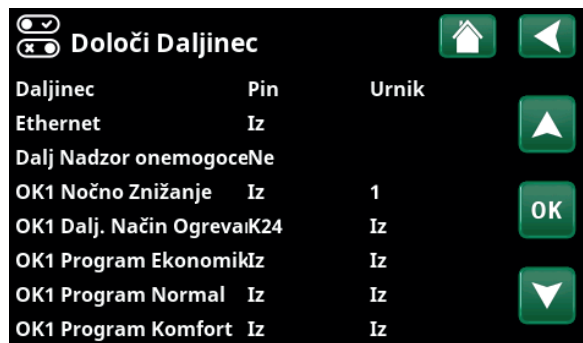 Določi Daljinec
Daljinec Pin Urnik
Ethernet Iz
Dalj Nadzor onemogoceNe
OK1 Nočno Znižanje Iz 1
OK
OK1 Dalj. Način OgrevaıK24 Iz
OK1 Program EkonomikIz Iz
OK1 Program Normal Iz Iz
OK1 Program Komfort Iz Iz